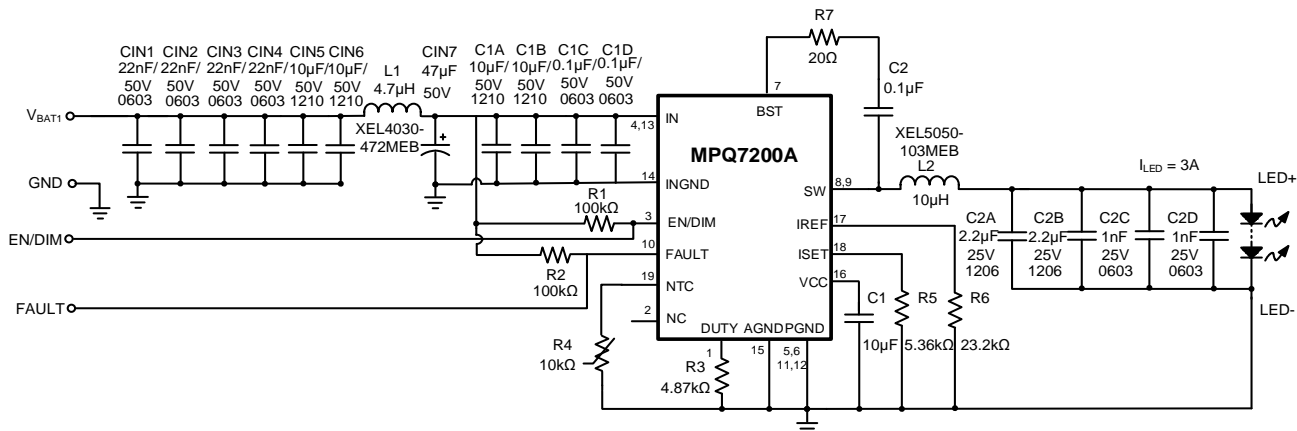 CIN1 CIN2 CIN3 CIN4 CIN5 CIN6
22nF/ 22nF/ 22nF/ 22nF/ 10µF/ 10µF/
50V 50V 50V 50V 50V 50V
0603 0603 0603 0603 1210 1210
L1
4.7µH
XEL4030-
472MEB
CIN7
47µF
50V
C1A C1B C1C C1D
10µF/ 10µF/ 0.1µF/ 0.1µF/
50V 50V 50V 50V
1210 1210 0603 0603
R7
20Ω
C2
0.1µF
VBAT1
GND
EN/DIM
FAULT
R1
100kΩ
R2
100kΩ
R4
10kΩ
R3
4.87kΩ
MPQ7200A
7
BST
4,13
IN
14
INGND
3
EN/DIM
10
FAULT
19
NTC
2
NC
DUTY AGND PGND
1
15
5,6
11,12
SW
8,9
IREF
17
ISET
18
VCC
16
XEL5050-
103MEB
L2
10µH
ILED = 3A
C1
10µF
R5
5.36kΩ
R6
23.2kΩ
C2A C2B C2C C2D
2.2µF 2.2µF 1nF 1nF
25V 25V 25V 25V
1206 1206 0603 0603
LED+
LED-